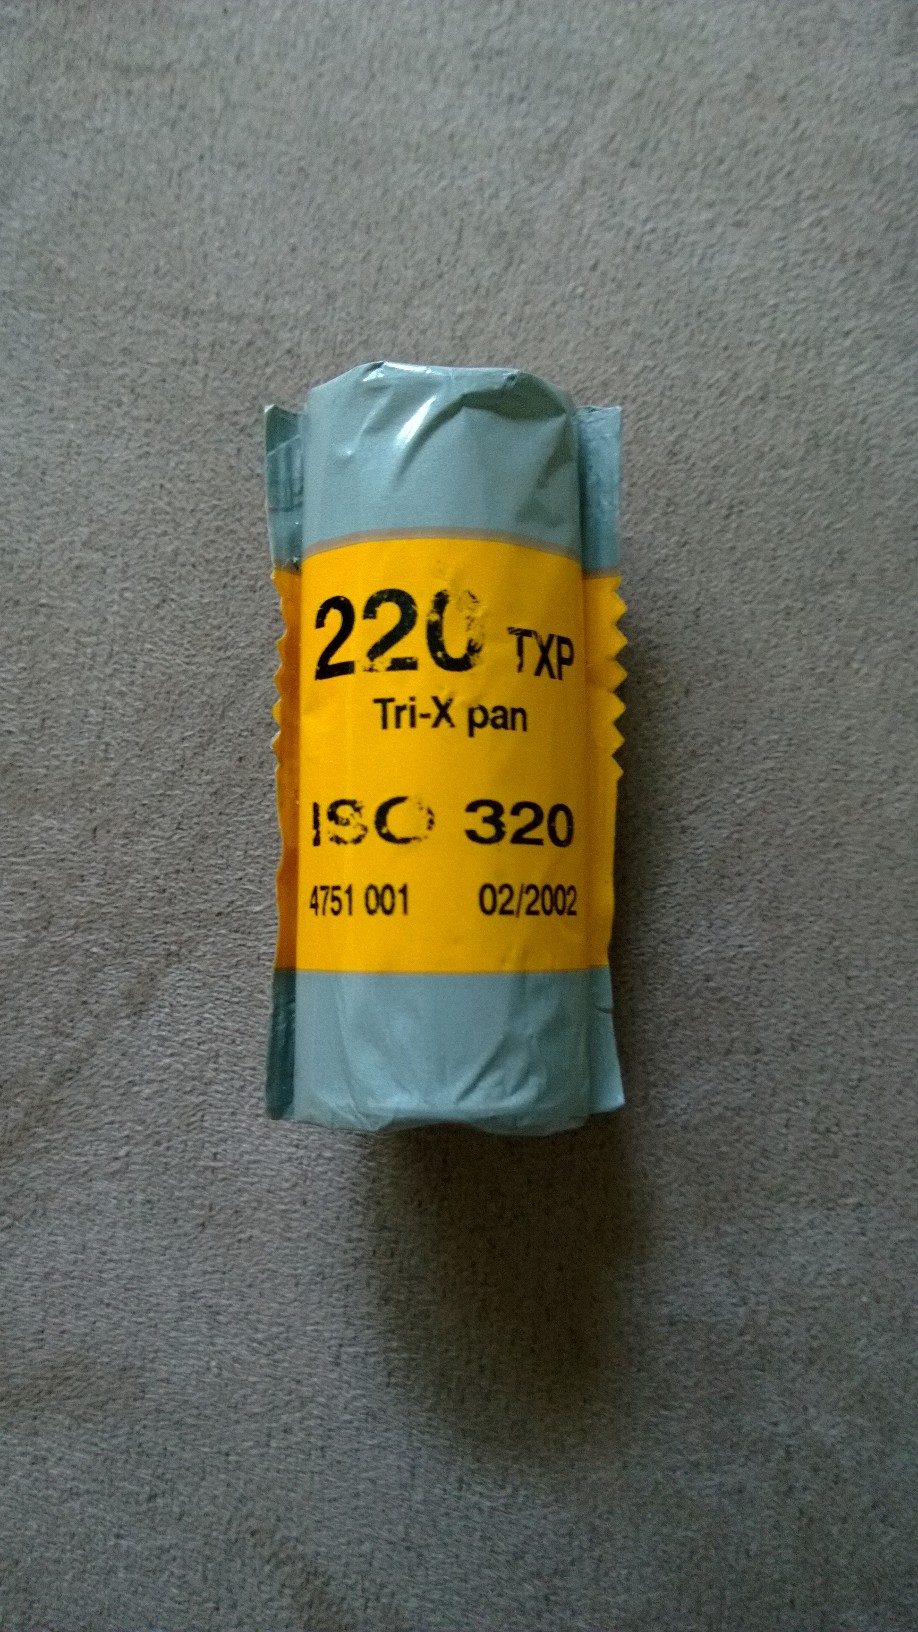 220 TXP
Tri-X pan
ISO 320
4751 001 02/2002